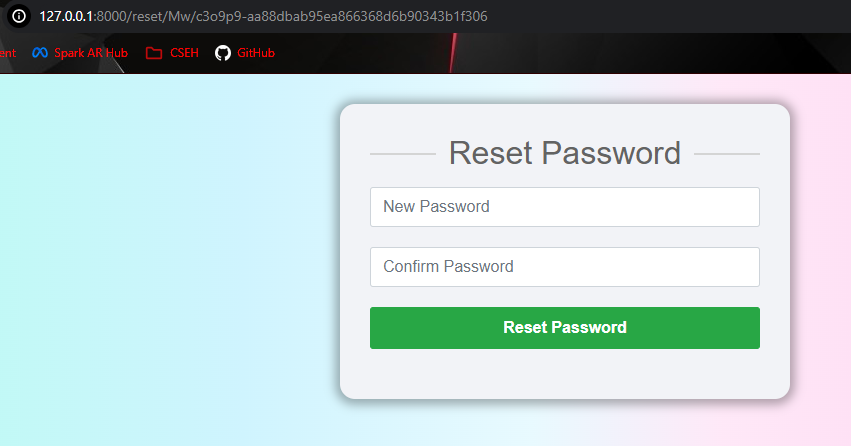 127.0.0.1:8000/reset/Mw/c3o9p9-aa88dbab95ea866368d6b90343b1f306
ent Spark AR Hub CSEH GitHub
Reset Password
New Password
Confirm Password
Reset Password